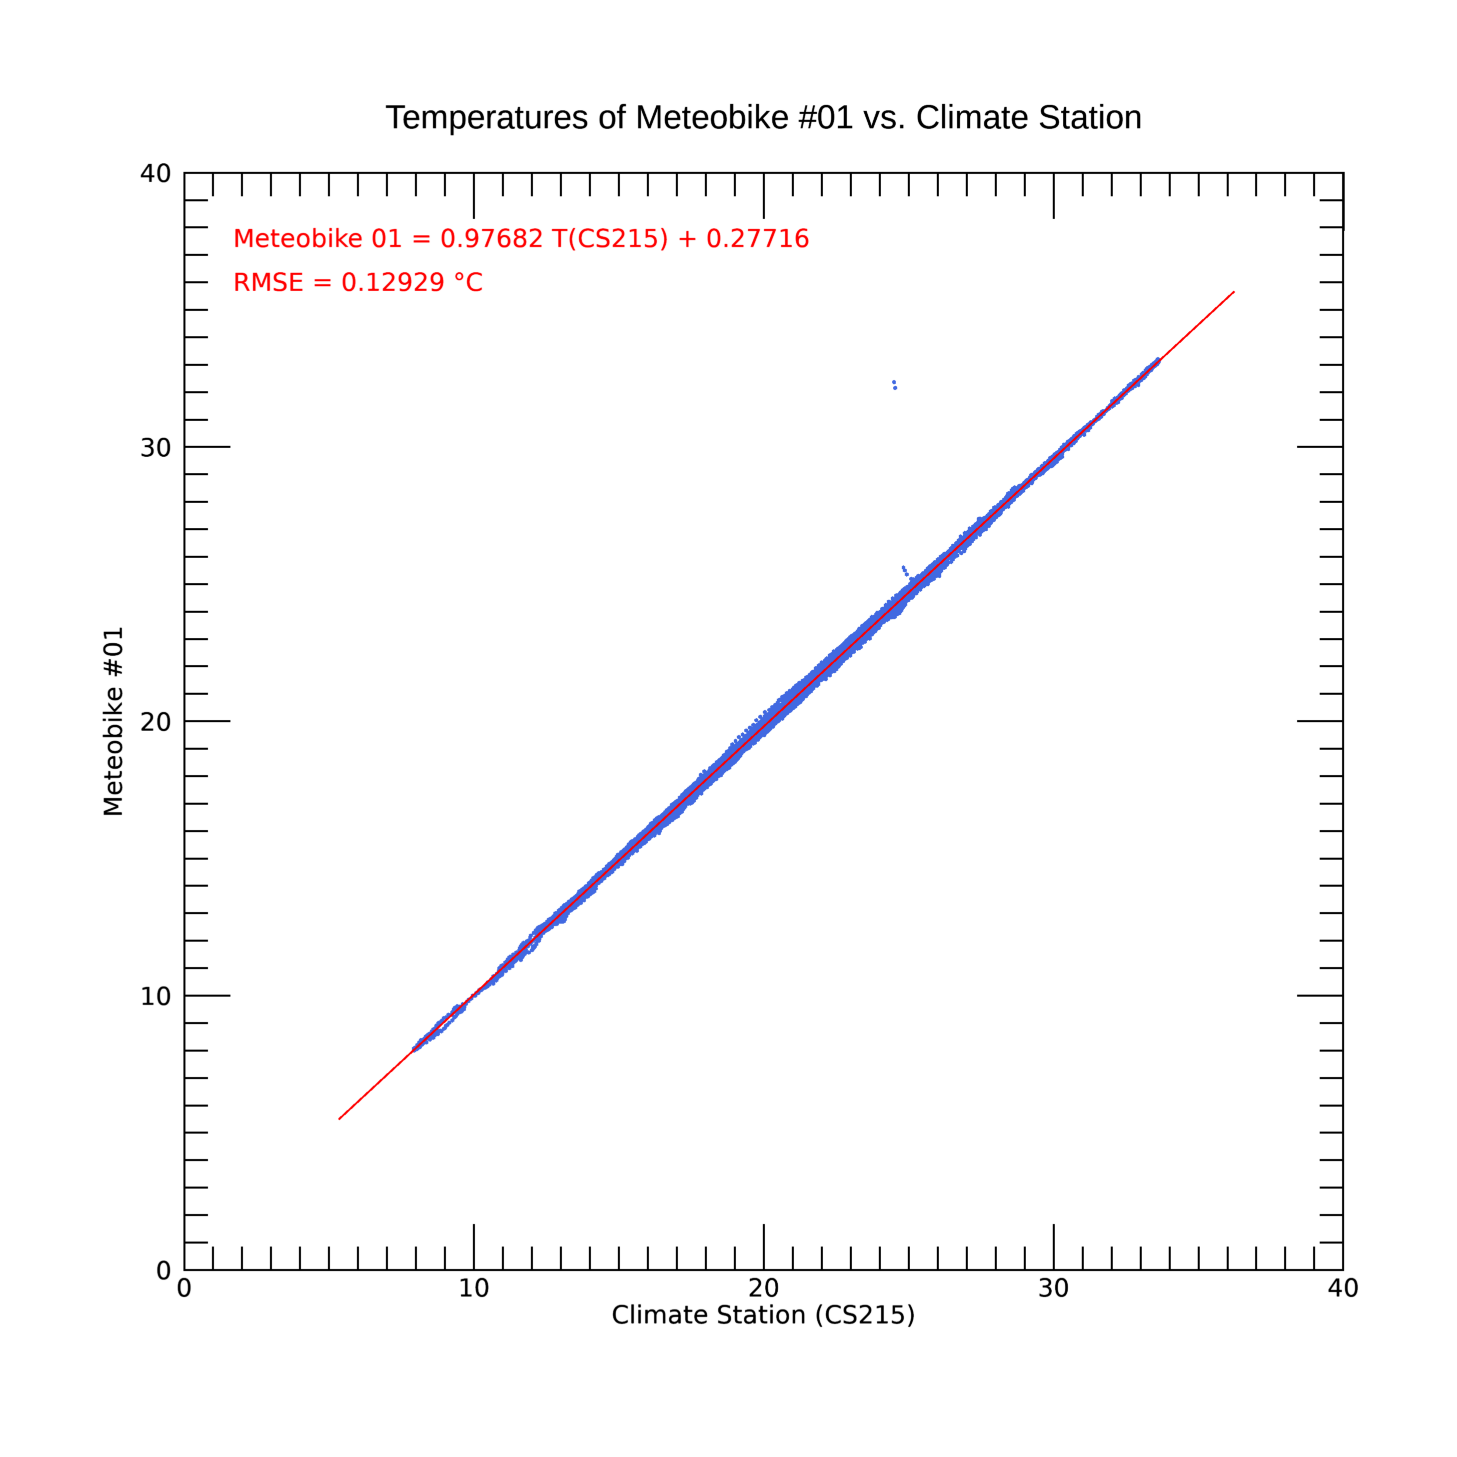 Temperatures of Meteobike #01 vs. Climate Station
40
Meteobike 01 = 0.97682 T(CS215) + 0.27716
RMSE = 0.12929 °C
30
20
Meteobike #01
10
0
0 10 20 30 40
Climate Station (CS215)